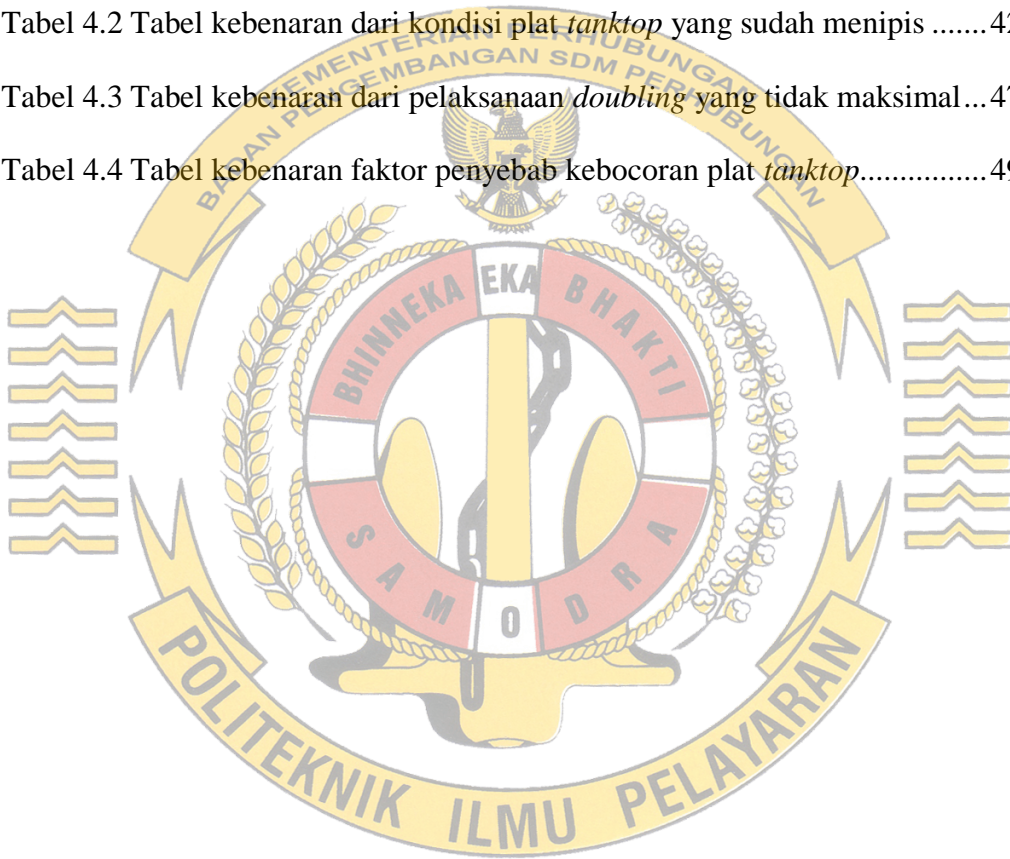 Tabel 4.2 Tabel kebenaran dari kondisi plat tanktop yang sudah menipis .......42
Tabel 4.3 Tabel kebenaran dari pelaksanaan doubling yang tidak maksimal...47
Tabel 4.4 Tabel kebenaran faktor penyebab kebocoran plat tanktop................49
KEMENTERIAN PERHUBUNGAN
BADAN PENGEMBANGAN SDM PERHUBUNGAN
BHINNEKA EKA BHAKTI
SAMODRA
POLITEKNIK ILMU PELAYARAN